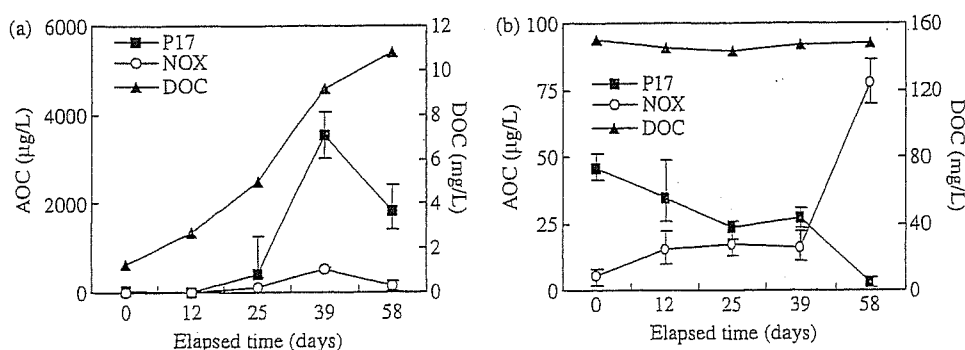 (a)
6000
4000
2000
0
AOC (µg/L)
P17
NOX
DOC
12
10
8
6
4
2
0
DOC (mg/L)
0 12 25 39 58
Elapsed time (days)
(b)
100
75
50
25
0
AOC (µg/L)
P17
NOX
DOC
160
120
80
40
0
DOC (mg/L)
0 12 25 39 58
Elapsed time (days)